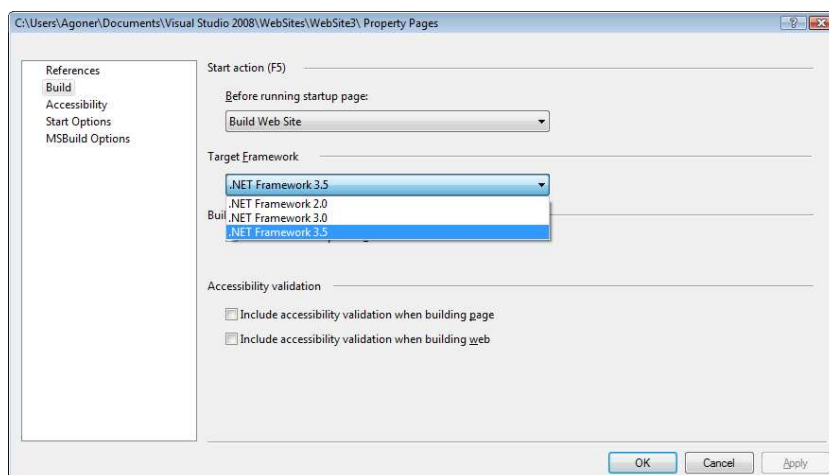 C:\Users\Agoner\Documents\Visual Studio 2008\WebSites\WebSite3\ Property Pages
References
Build
Accessibility
Start Options
MSBuild Options
Start action (F5)
Before running startup page:
Build Web Site
Target Framework
.NET Framework 3.5
.NET Framework 2.0
Buil
.NET Framework 3.0
.NET Framework 3.5
Accessibility validation
Include accessibility validation when building page
Include accessibility validation when building web
OK
Cancel
Apply